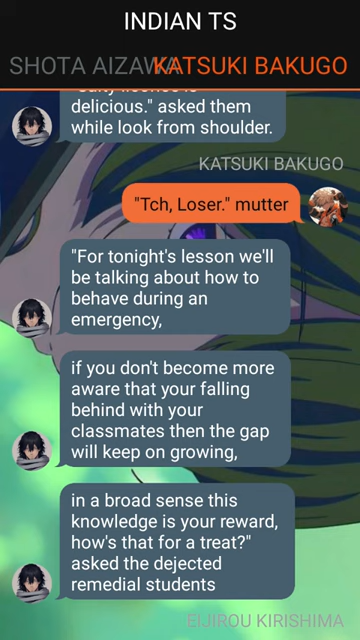 INDIAN TS
SHOTA AIZAWA KATSUKI BAKUGO
delicious." asked them
while look from shoulder.
KATSUKI BAKUGO
"Tch, Loser." mutter
"For tonight's lesson we'll
be talking about how to
behave during an
emergency,
if you don't become more
aware that your falling
behind with your
classmates then the gap
will keep on growing,
in a broad sense this
knowledge is your reward,
how's that for a treat?"
asked the dejected
remedial students
EIJIROU KIRISHIMA